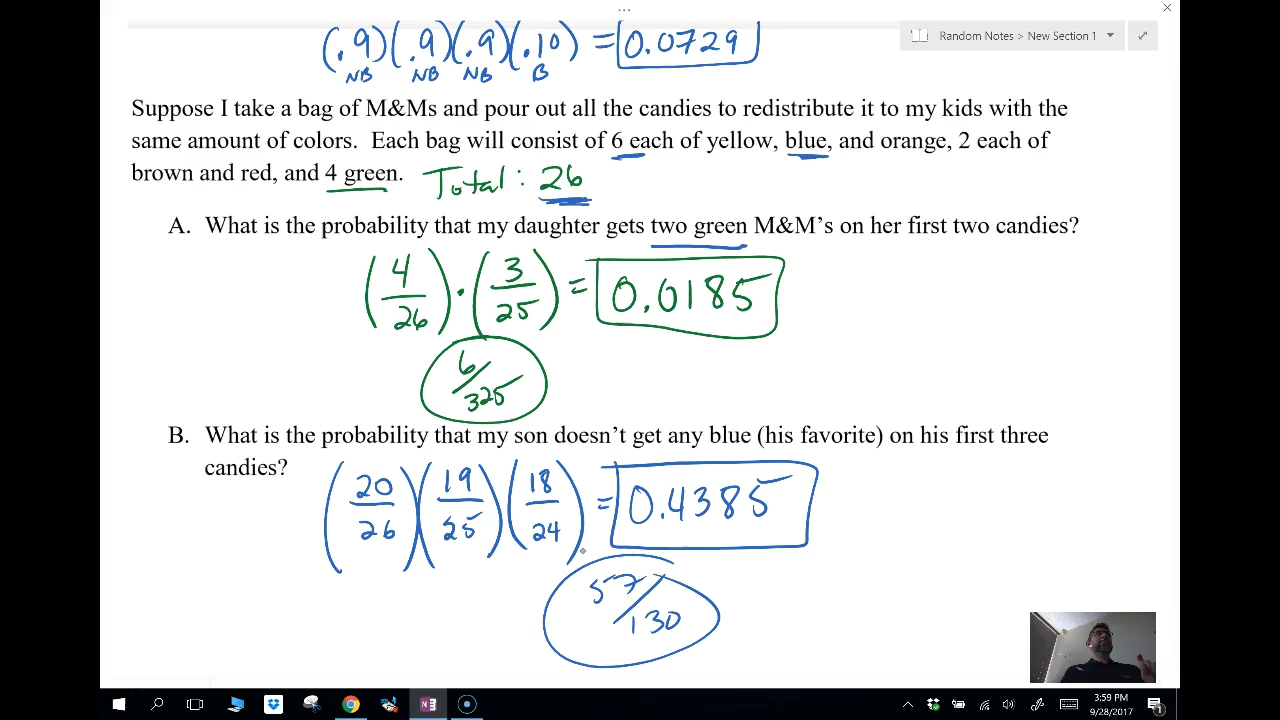 Random Notes > New Section 1
(.9)(.9)(.9)(.10) = 0.0729
NB NB NB B
Suppose I take a bag of M&Ms and pour out all the candies to redistribute it to my kids with the
same amount of colors. Each bag will consist of 6 each of yellow, blue, and orange, 2 each of
brown and red, and 4 green. Total: 26
A. What is the probability that my daughter gets two green M&M's on her first two candies?
(4/26) · (3/25) = 0.0185
6/325
B. What is the probability that my son doesn't get any blue (his favorite) on his first three
candies?
(20/26)(19/25)(18/24) = 0.4385
57/130
3:59 PM
9/28/2017